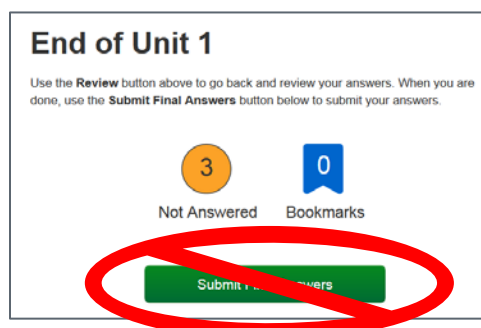 End of Unit 1
Use the Review button above to go back and review your answers. When you are
done, use the Submit Final Answers button below to submit your answers.
3
0
Not Answered
Bookmarks
Submit